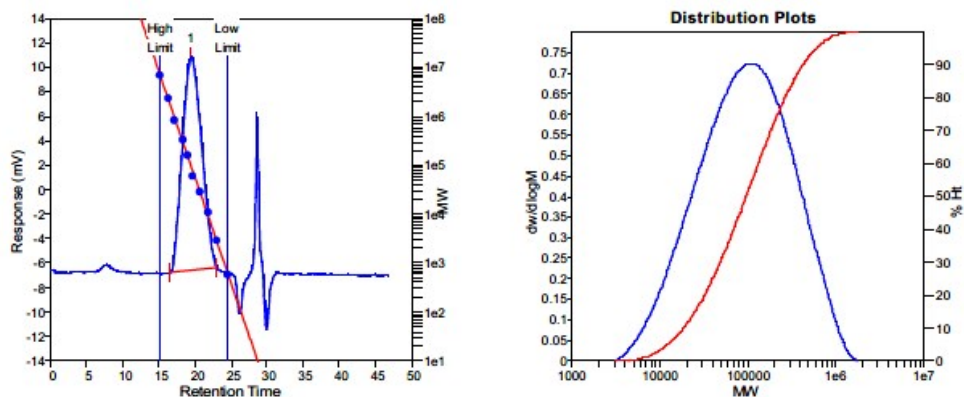 14
12
10
8
6
4
2
0
-2
-4
-6
-8
-10
-12
-14
Response (mV)
High
Limit
1
Low
Limit
1e8
1e7
1e6
1e5
1e4
1e3
1e2
1e1
MW
0 5 10 15 20 25 30 35 40 45 50
Retention Time
Distribution Plots
0.75
0.7
0.65
0.6
0.55
0.5
0.45
0.4
0.35
0.3
0.25
0.2
0.15
0.1
0.05
0
dw/dlogM
90
80
70
60
50
40
30
20
10
0
% Ht
1000 10000 100000 1e6 1e7
MW